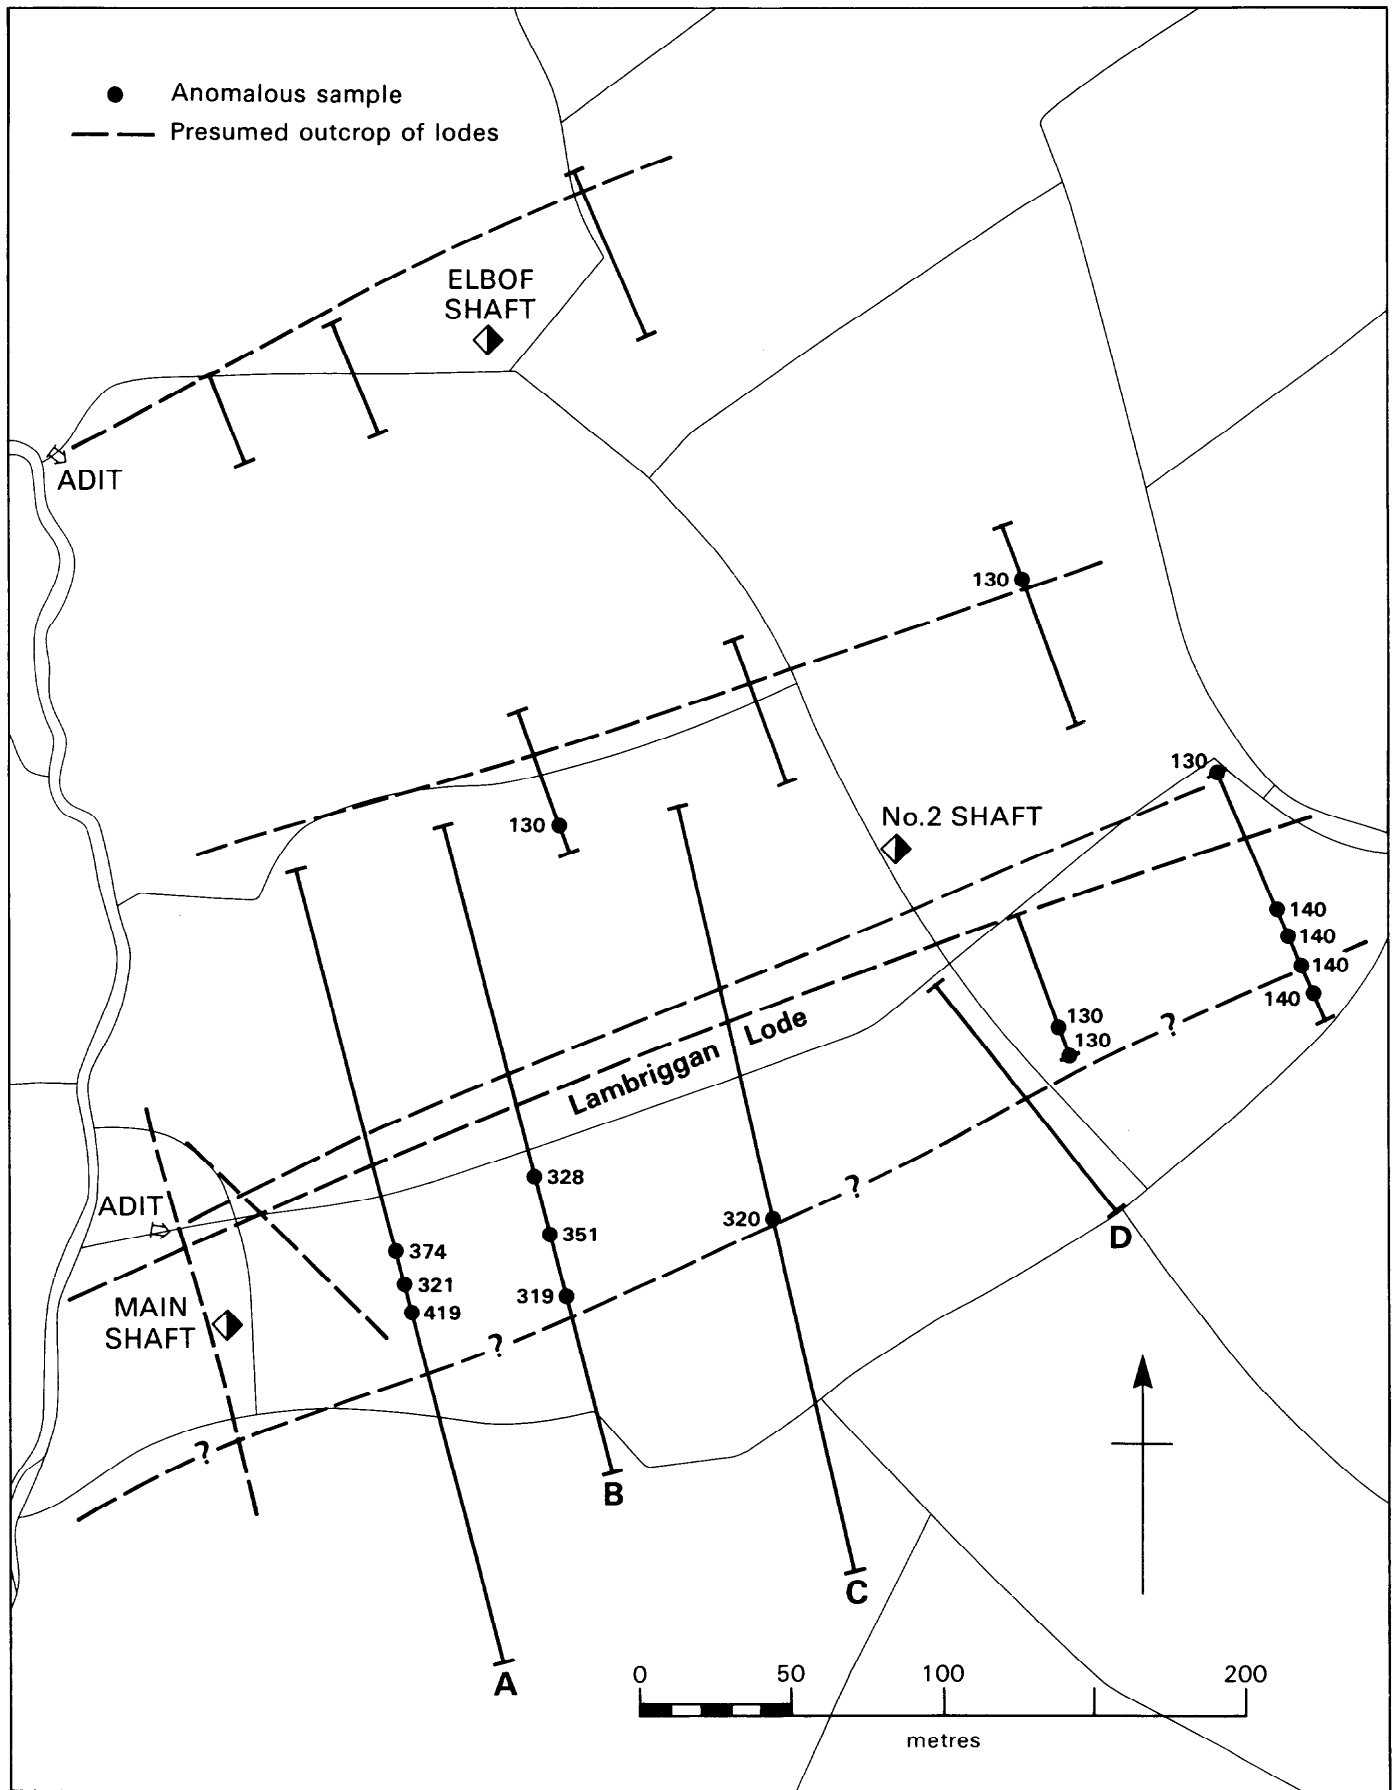 Anomalous sample
Presumed outcrop of lodes
ELBOF
SHAFT
ADIT
130
130
130
No.2 SHAFT
140
140
140
140
130
130
?
Lambriggan Lode
?
328
351
320
319
D
ADIT
374
321
419
MAIN
SHAFT
?
?
B
C
A
0 50 100 200
metres